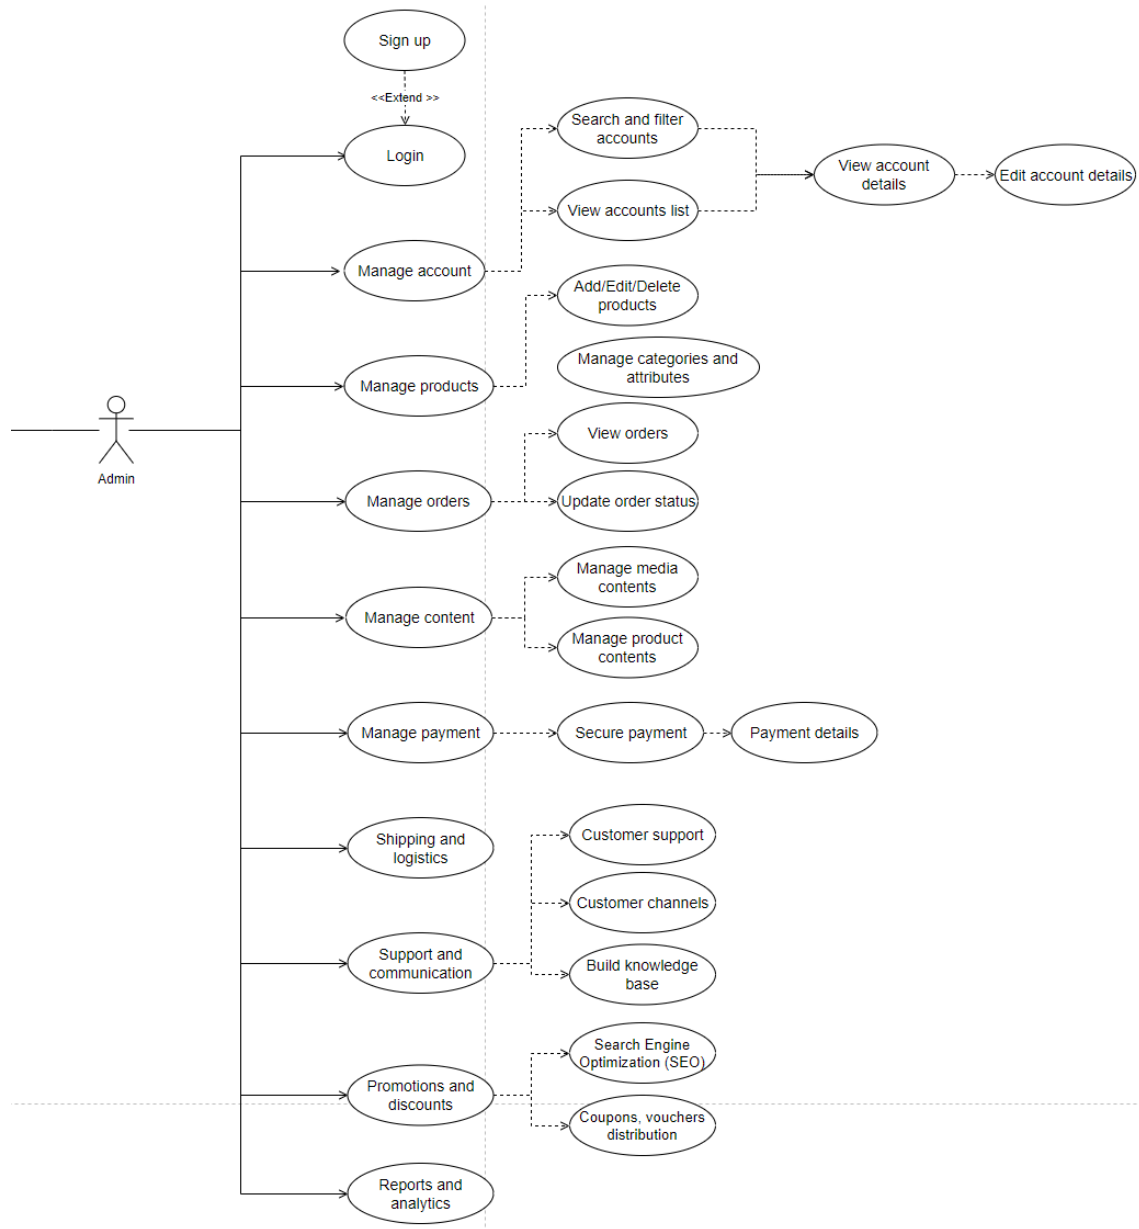 Sign up
<<Extend >>
Login
Search and filter
accounts
View account
details
Edit account details
View accounts list
Manage account
Add/Edit/Delete
products
Manage categories and
attributes
Manage products
View orders
Admin
Manage orders
Update order status
Manage media
contents
Manage content
Manage product
contents
Manage payment
Secure payment
Payment details
Shipping and
logistics
Customer support
Customer channels
Support and
communication
Build knowledge
base
Search Engine
Optimization (SEO)
Promotions and
discounts
Coupons, vouchers
distribution
Reports and
analytics